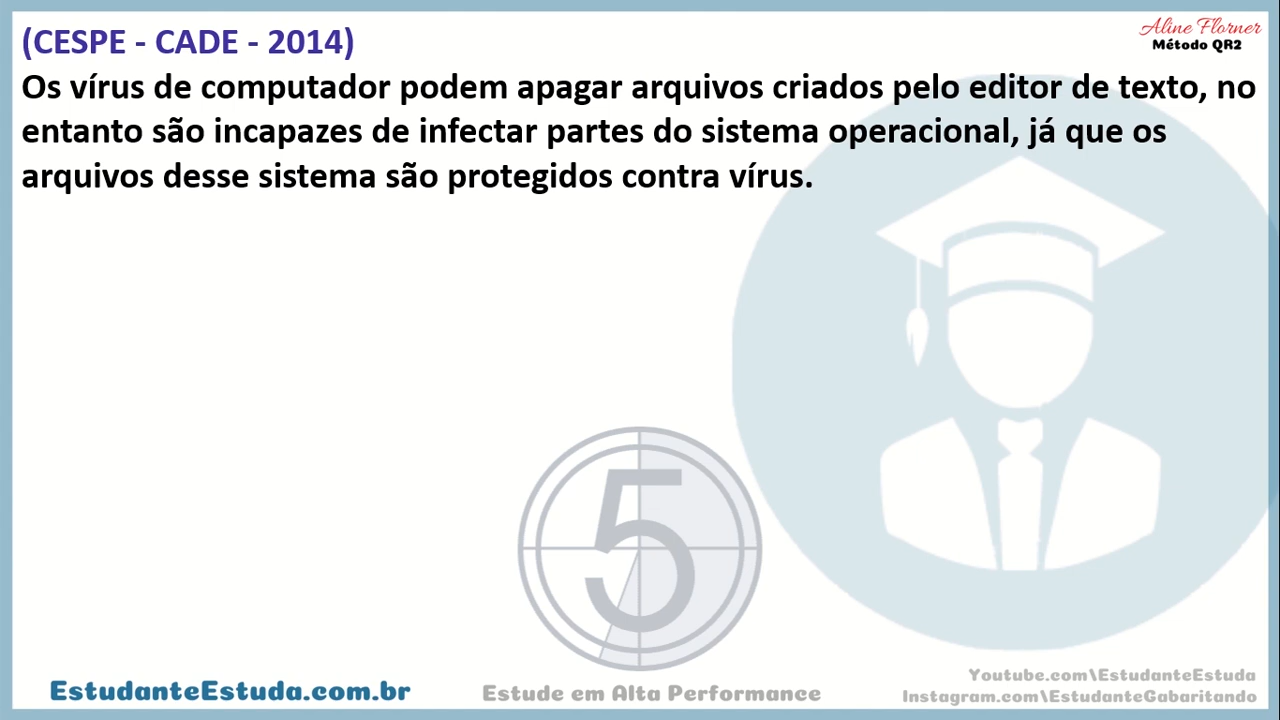 (CESPE - CADE - 2014)
Aline Florner
Método QR2
Os vírus de computador podem apagar arquivos criados pelo editor de texto, no
entanto são incapazes de infectar partes do sistema operacional, já que os
arquivos desse sistema são protegidos contra vírus.
5
EstudanteEstuda.com.br
Estude em Alta Performance
Youtube.com\EstudanteEstuda
Instagram.com\EstudanteGabaritando